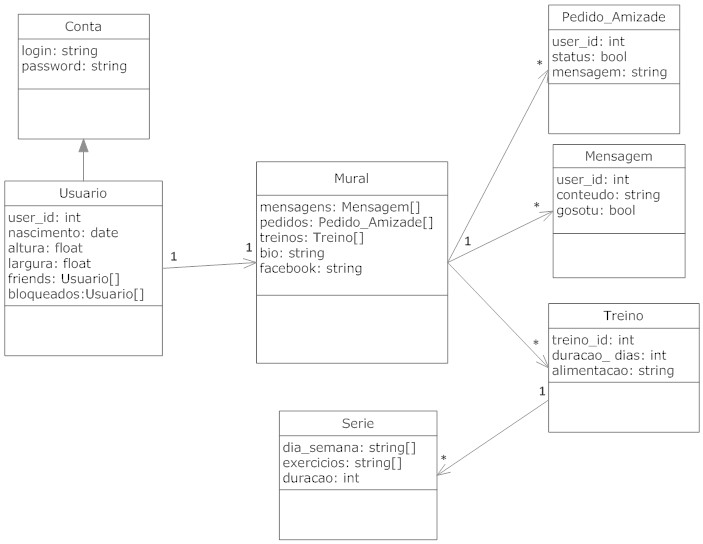 Conta
login: string
password: string
Usuario
user_id: int
nascimento: date
altura: float
largura: float
friends: Usuario[]
bloqueados:Usuario[]
1
1
Mural
mensagens: Mensagem[]
pedidos: Pedido_Amizade[]
treinos: Treino[]
bio: string
facebook: string
1
*
Pedido_Amizade
user_id: int
status: bool
mensagem: string
*
Mensagem
user_id: int
conteudo: string
gosotu: bool
*
Treino
treino_id: int
duracao_ dias: int
alimentacao: string
1
*
Serie
dia_semana: string[]
exercicios: string[]
duracao: int